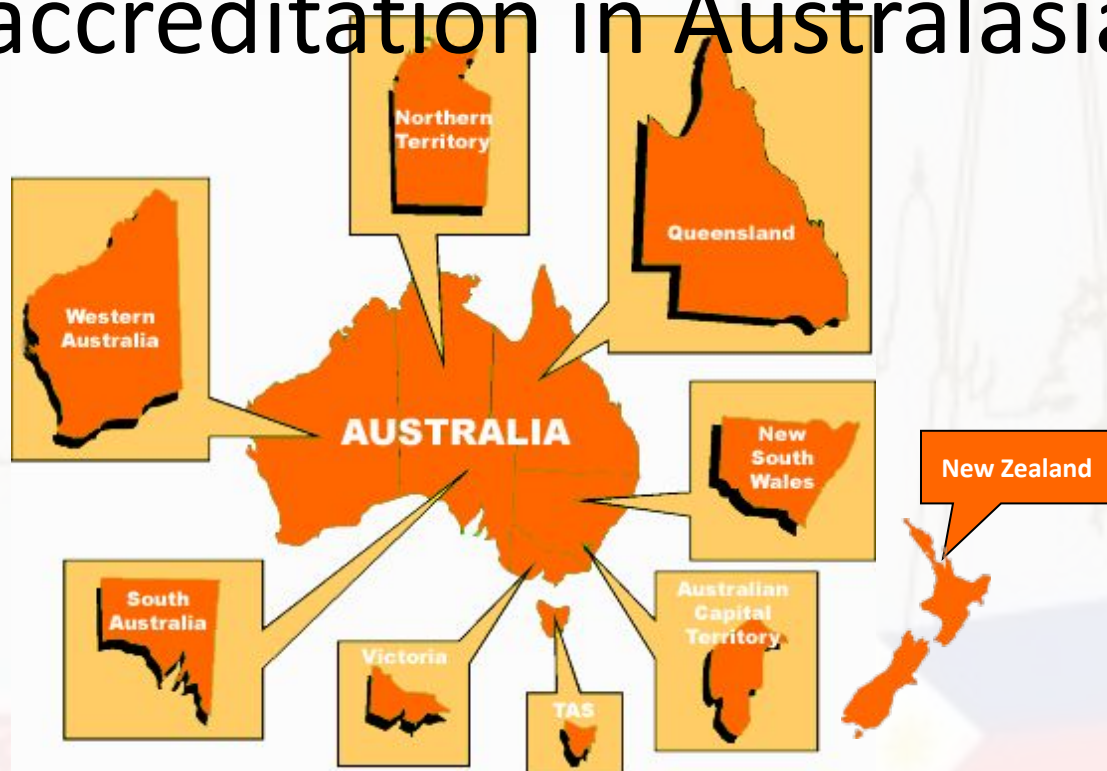 accreditation in Australasia
Northern
Territory
Queensland
Western
Australia
AUSTRALIA
New
South
Wales
New Zealand
South
Australia
Australian
Capital
Territory
Victoria
TAS